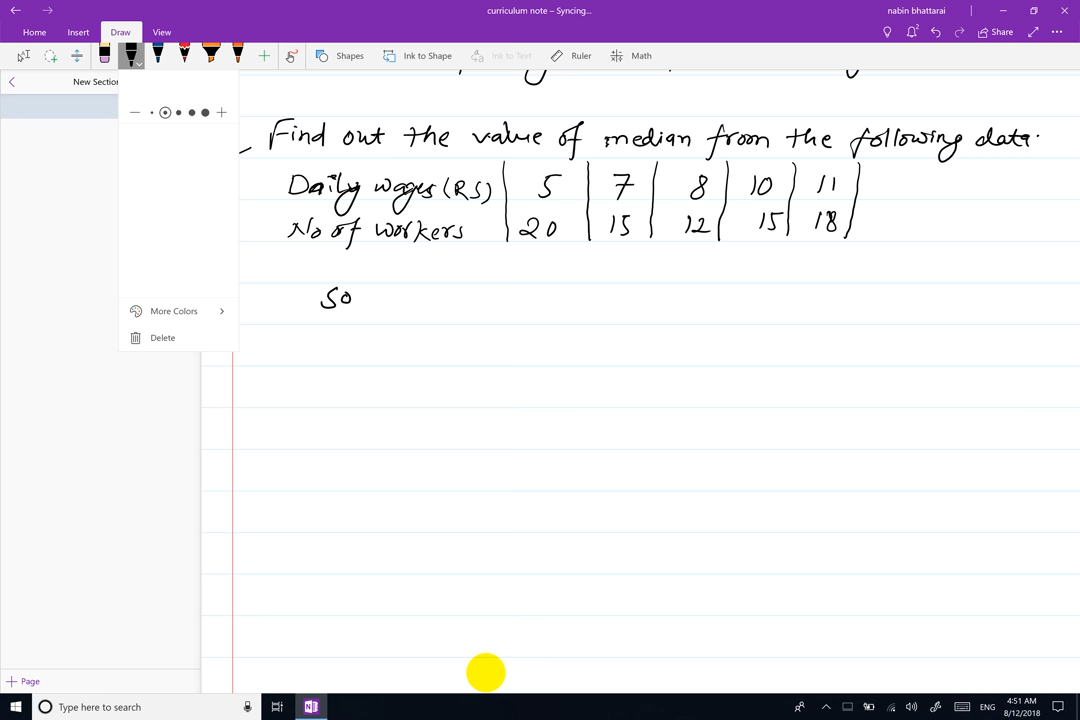 curriculum note – Syncing...
nabin bhattarai
Home Insert Draw View
Share
Shapes Ink to Shape Ink to Text Ruler Math
New Section
Find out the value of median from the following data.
Daily wages (RS) | 5 | 7 | 8 | 10 | 11 |
No of workers | 20 | 15 | 12 | 15 | 18 |
so
More Colors
Delete
+ Page
Type here to search
ENG
4:51 AM
8/12/2018